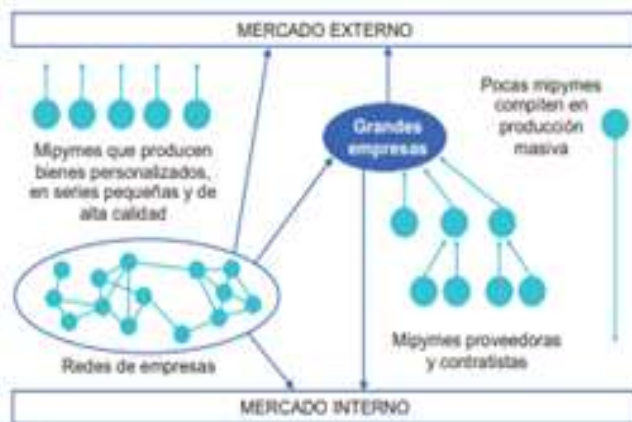 MERCADO EXTERNO
Mipymes que producen
bienes personalizados,
en series pequeñas y de
alta calidad
Grandes
empresas
Pocas mipymes
compiten en
producción
masiva
Redes de empresas
Mipymes proveedoras
y contratistas
MERCADO INTERNO